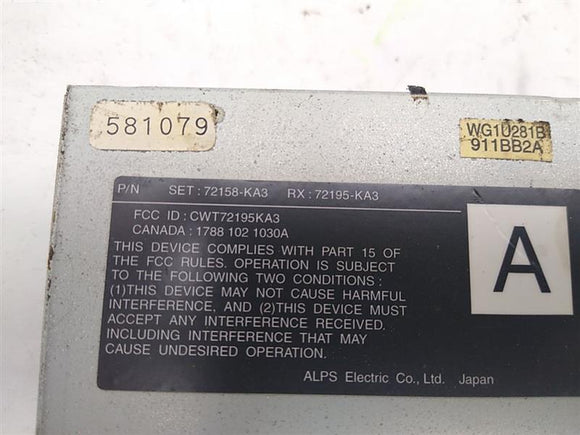 581079
WG1U281B
911BB2A
P/N SET : 72158-KA3 RX : 72195-KA3
FCC ID : CWT72195KA3
CANADA : 1788 102 1030A
THIS DEVICE COMPLIES WITH PART 15 OF
THE FCC RULES. OPERATION IS SUBJECT
TO THE FOLLOWING TWO CONDITIONS :
(1)THIS DEVICE MAY NOT CAUSE HARMFUL
INTERFERENCE, AND (2)THIS DEVICE MUST
ACCEPT ANY INTERFERENCE RECEIVED.
INCLUDING INTERFERENCE THAT MAY
CAUSE UNDESIRED OPERATION.
A
ALPS Electric Co., Ltd. Japan